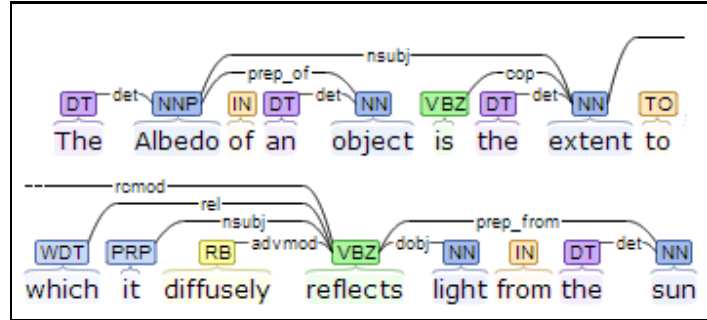 nsubj
prep_of cop
DT det NNP IN DT det NN VBZ DT det NN TO
The Albedo of an object is the extent to
rcmod
rel
nsubj prep_from
WDT PRP RB advmod VBZ dobj NN IN DT det NN
which it diffusely reflects light from the sun